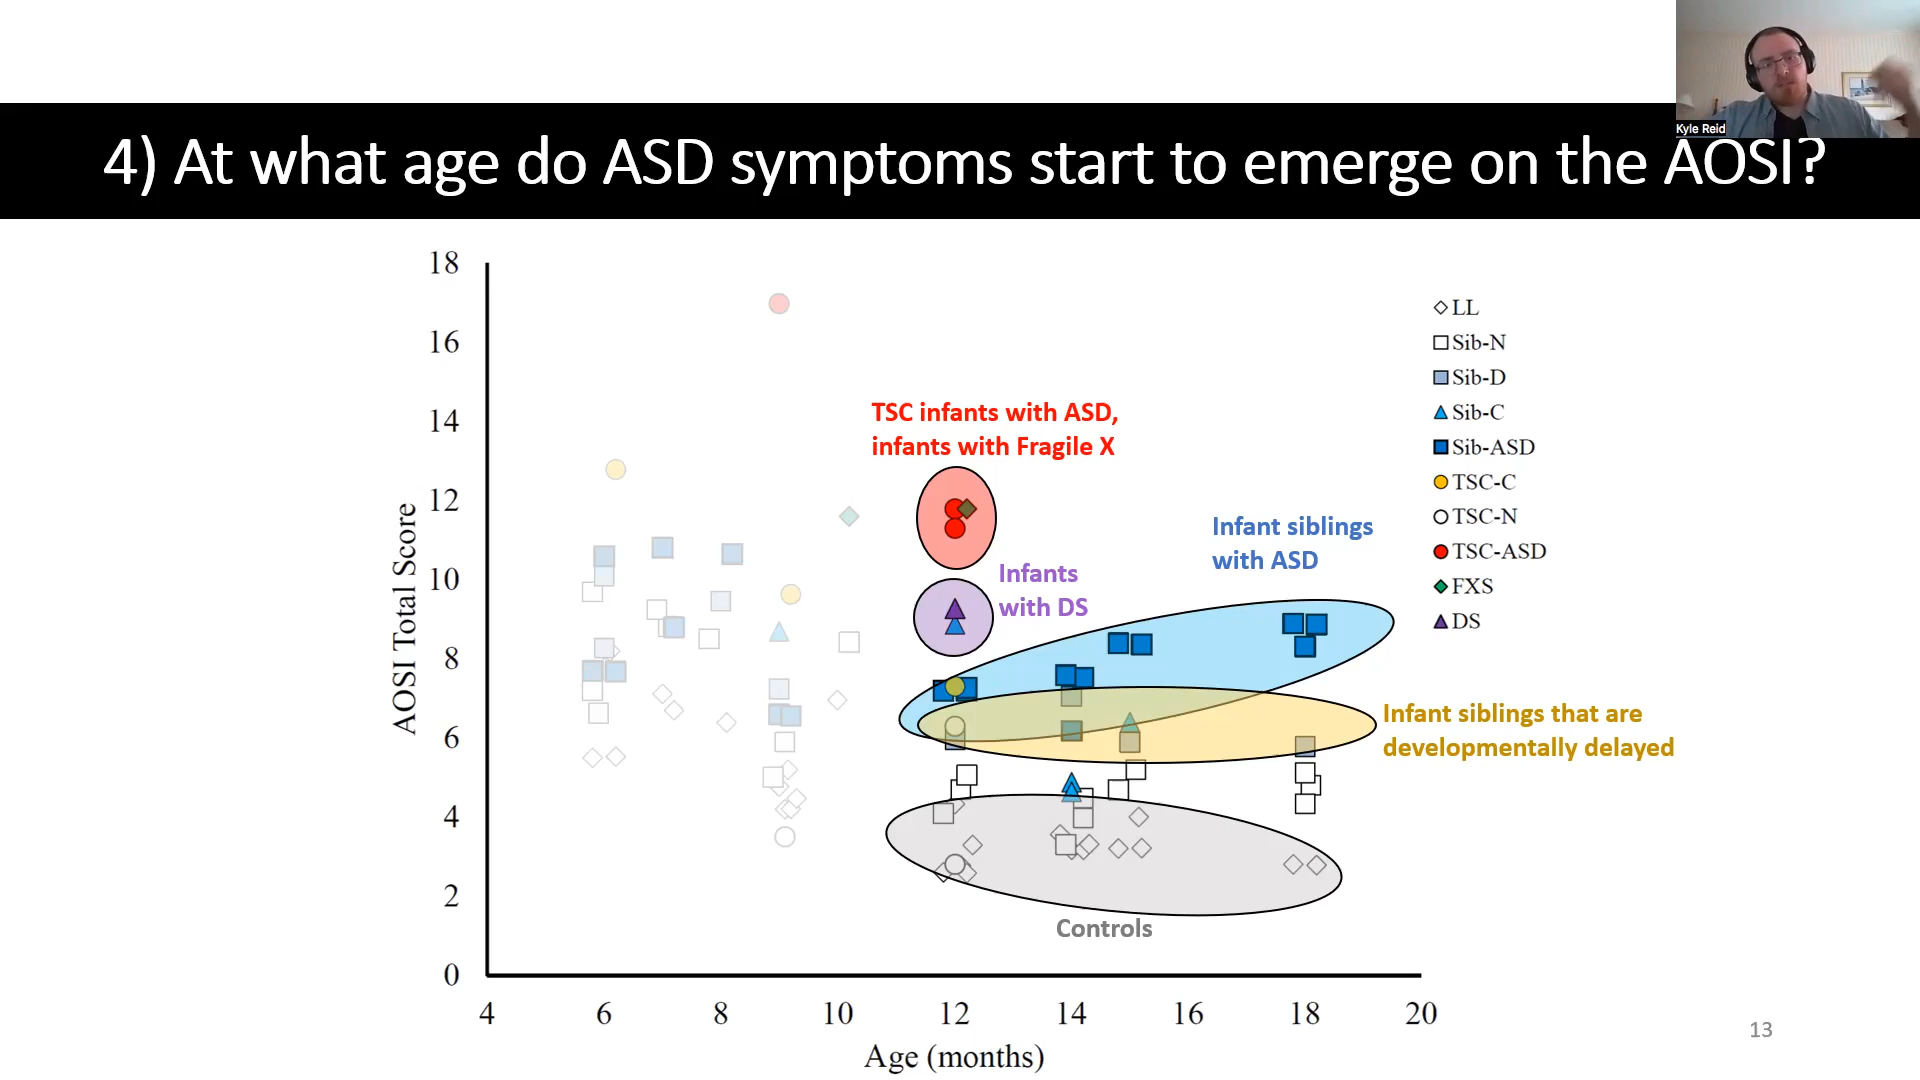 Kyle Reid
4) At what age do ASD symptoms start to emerge on the AOSI?
AOSI Total Score
18
16
14
12
10
8
6
4
2
0
4 6 8 10 12 14 16 18 20
Age (months)
TSC infants with ASD,
infants with Fragile X
Infants
with DS
Infant siblings
with ASD
Infant siblings that are
developmentally delayed
Controls
LL
Sib-N
Sib-D
Sib-C
Sib-ASD
TSC-C
TSC-N
TSC-ASD
FXS
DS
13